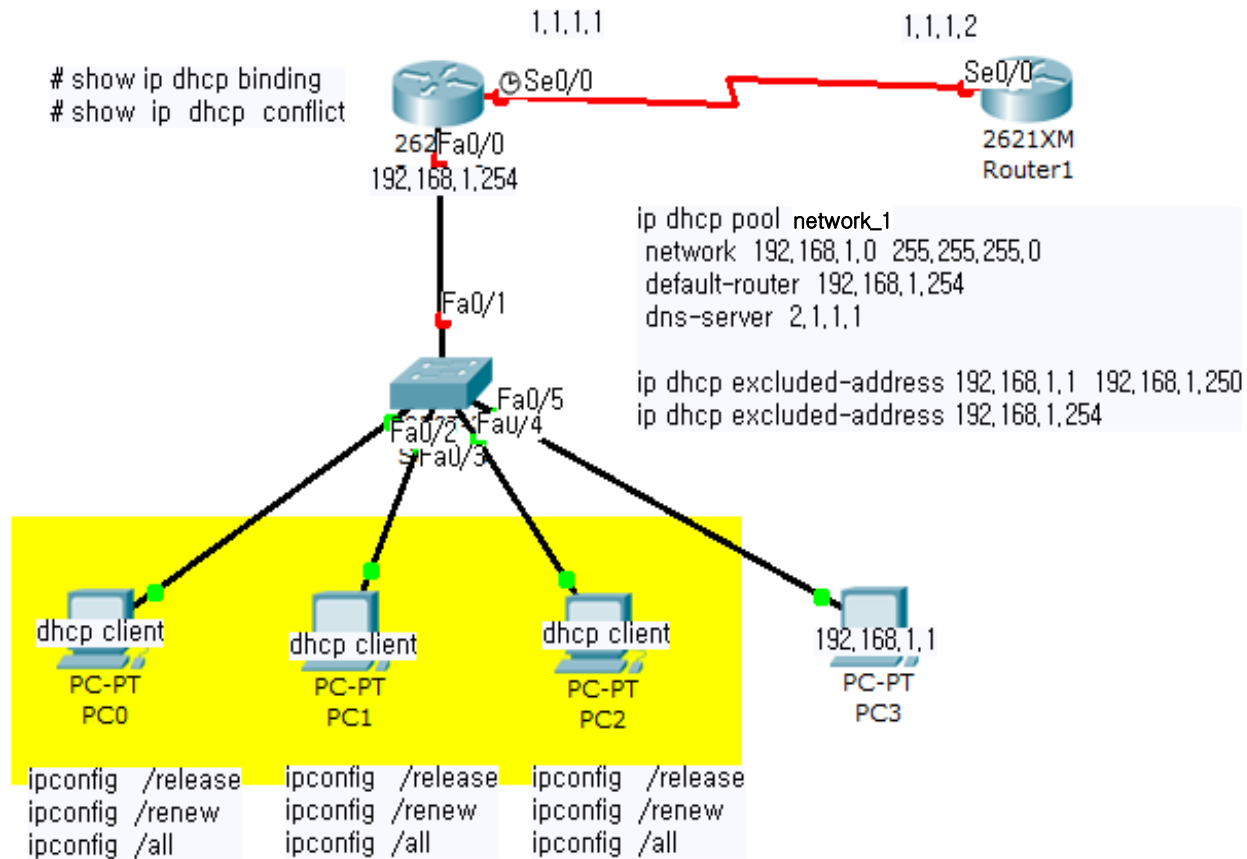 1,1,1,1
1,1,1,2
# show ip dhcp binding
# show ip dhcp conflict
Se0/0
Se0/0
262
Fa0/0
192,168,1,254
2621XM
Router1
ip dhcp pool network_1
network 192,168,1,0 255,255,255,0
default-router 192,168,1,254
dns-server 2,1,1,1
Fa0/1
ip dhcp excluded-address 192,168,1,1 192,168,1,250
ip dhcp excluded-address 192,168,1,254
Fa0/5
Fa0/2
Fa0/4
Fa0/3
dhcp client
PC-PT
PC0
dhcp client
PC-PT
PC1
dhcp client
PC-PT
PC2
192,168,1,1
PC-PT
PC3
ipconfig /release
ipconfig /renew
ipconfig /all
ipconfig /release
ipconfig /renew
ipconfig /all
ipconfig /release
ipconfig /renew
ipconfig /all